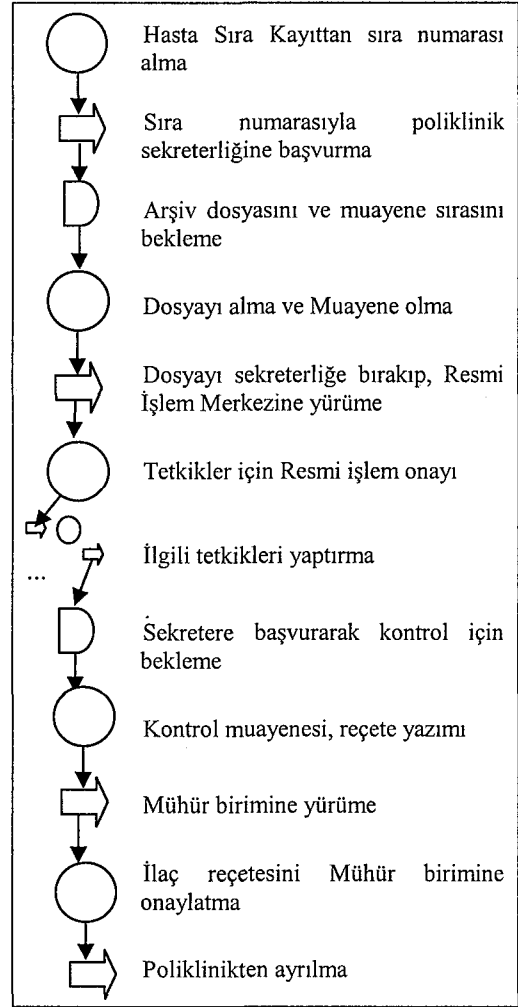 Hasta Sıra Kayıttan sıra numarası
alma
Sıra numarasıyla poliklinik
sekreterliğine başvurma
Arşiv dosyasını ve muayene sırasını
bekleme
Dosyayı alma ve Muayene olma
Dosyayı sekreterliğe bırakıp, Resmi
İşlem Merkezine yürüme
Tetkikler için Resmi işlem onayı
İlgili tetkikleri yaptırma
...
Sekretere başvurarak kontrol için
bekleme
Kontrol muayenesi, reçete yazımı
Mühür birimine yürüme
İlaç reçetesini Mühür birimine
onaylatma
Poliklinikten ayrılma